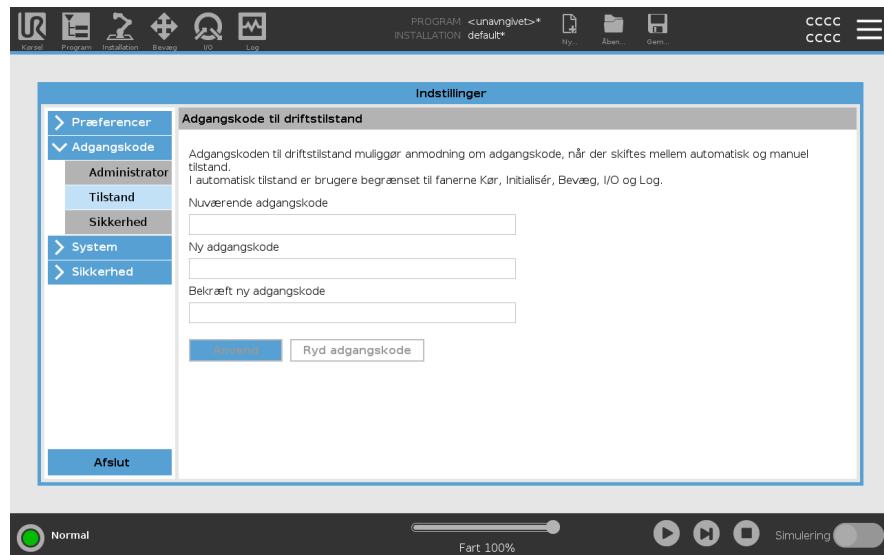 UR
PROGRAM <unavngivet>*
INSTALLATION default*
cccc
cccc
Kørsel Program Installation Bevæg I/O Log Ny... Åben... Gem...
Indstillinger
Præferencer
Adgangskode
Administrator
Tilstand
Sikkerhed
System
Sikkerhed
Afslut
Adgangskode til driftstilstand
Adgangskoden til driftstilstand muliggør anmodning om adgangskode, når der skiftes mellem automatisk og manuel
tilstand.
I automatisk tilstand er brugere begrænset til fanerne Kør, Initialisér, Bevæg, I/O og Log.
Nuværende adgangskode
Ny adgangskode
Bekræft ny adgangskode
Anvend Ryd adgangskode
Normal
Fart 100%
Simulering